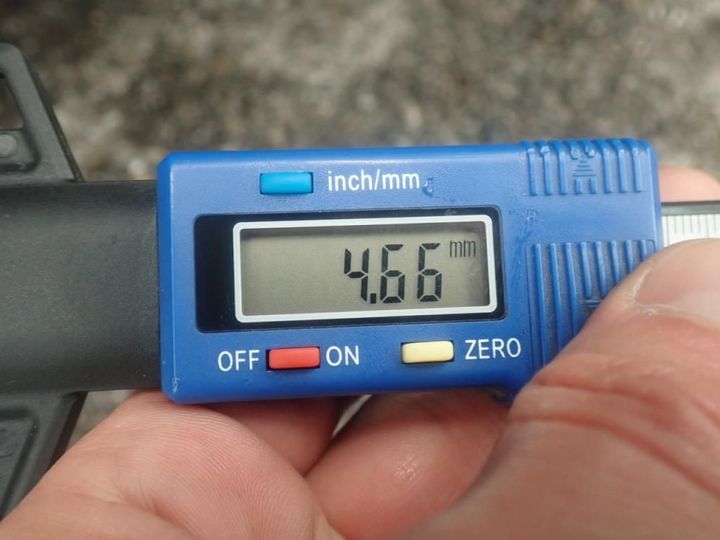 inch/mm
4.66 mm
OFF ON ZERO